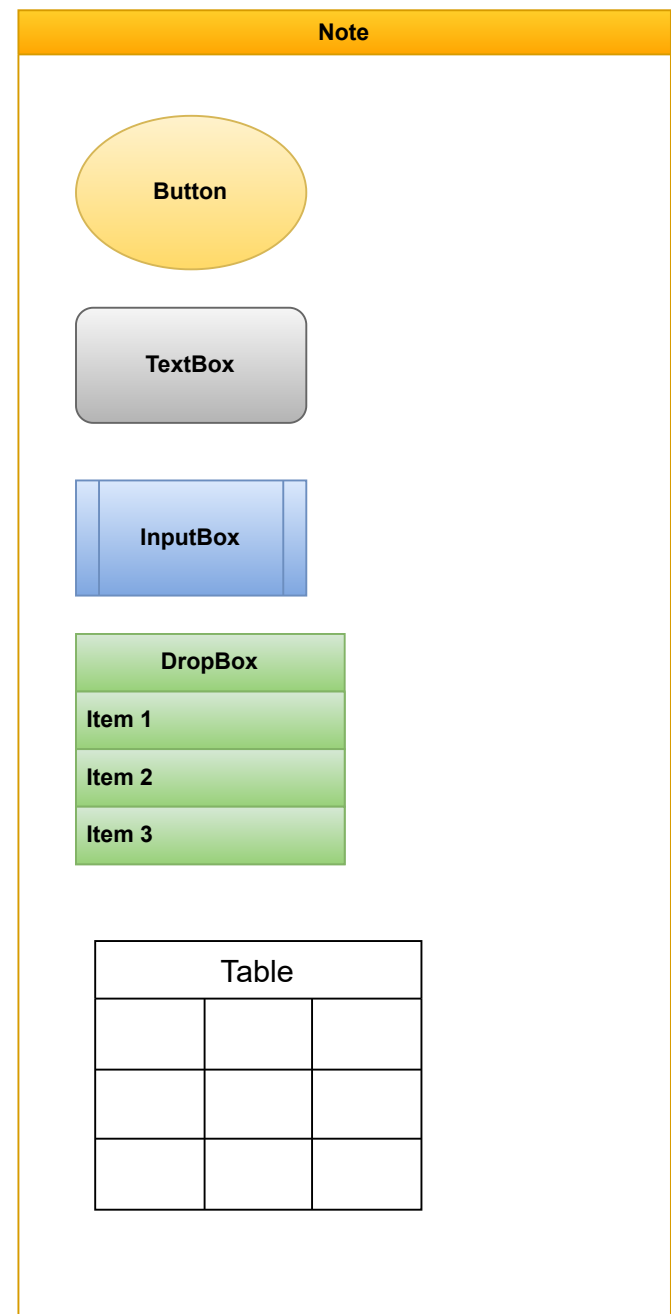 Note
Button
TextBox
InputBox
DropBox
Item 1
Item 2
Item 3
Table